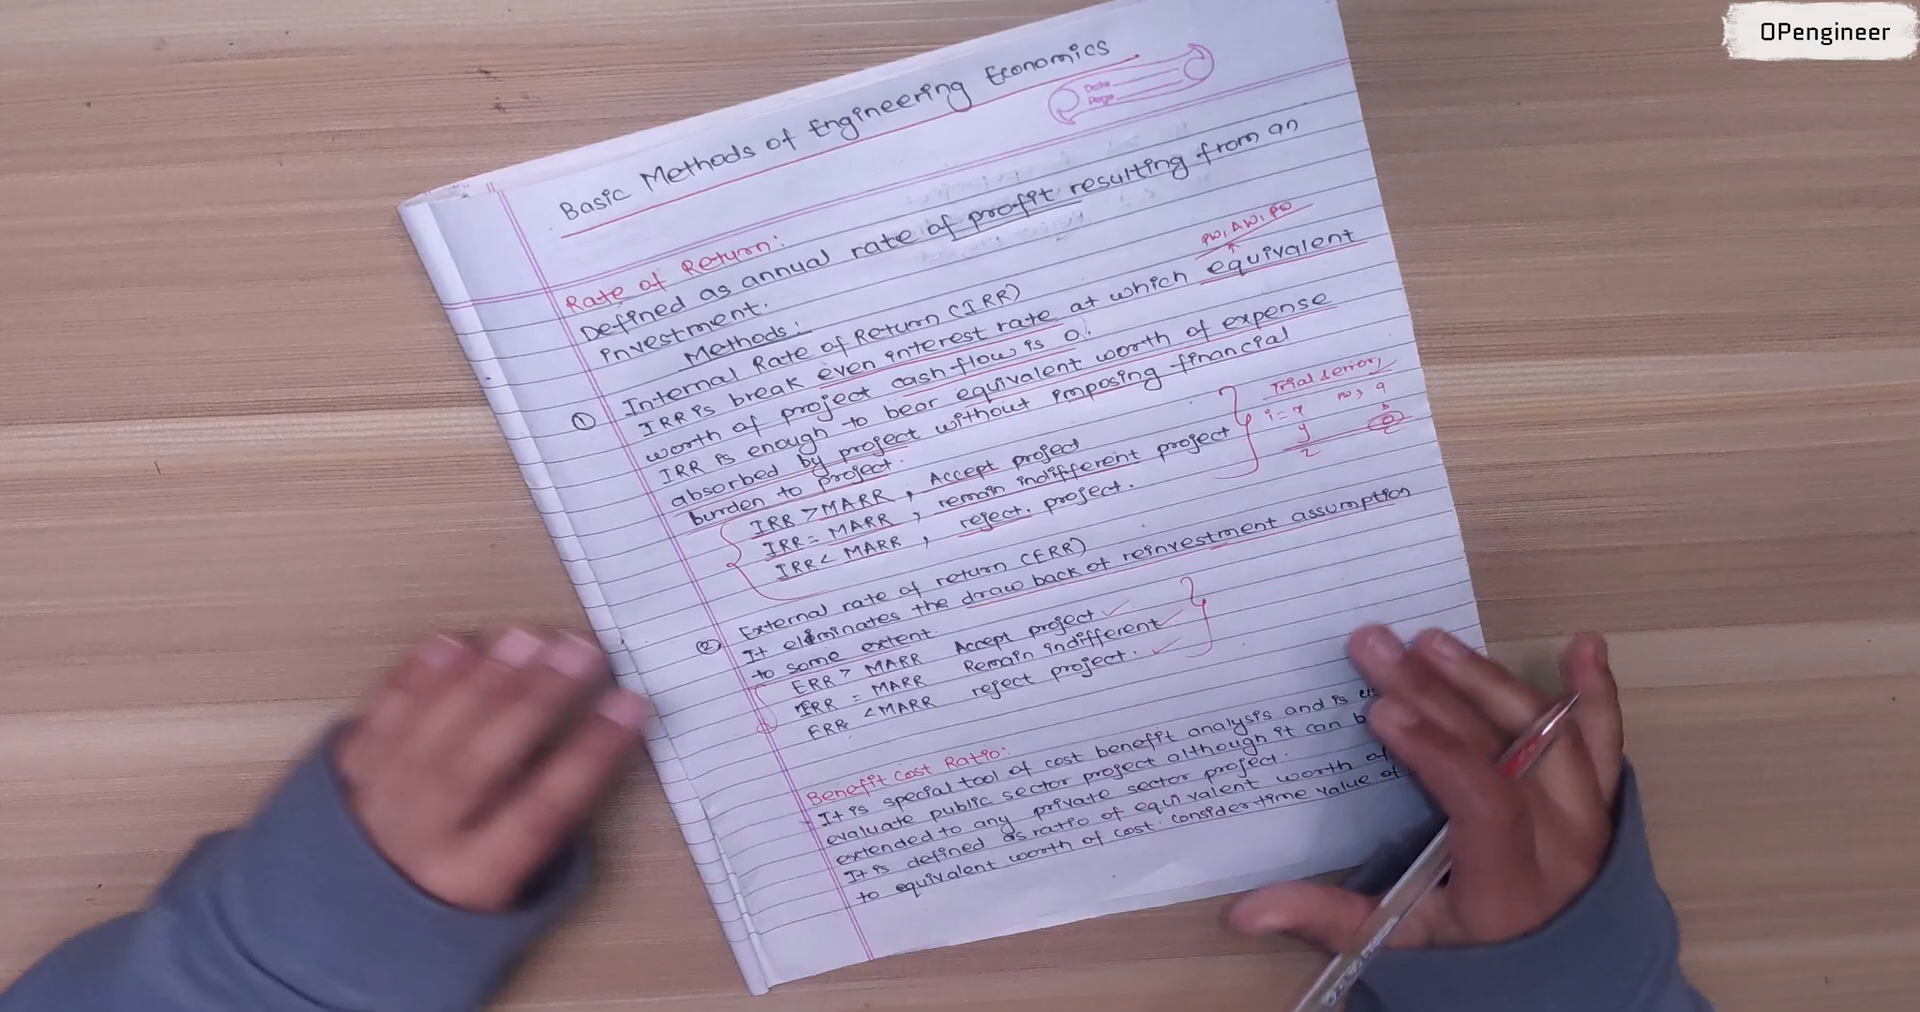 OPengineer
Basic Methods of Engineering Economics
Date
Page
Rate of Return:
Defined as annual rate of profit resulting from an
investment.
Methods:
① Internal Rate of Return (IRR)
PW, AW, FW
IRR is break even interest rate at which equivalent
worth of project cash flow is 0.
IRR is enough to bear equivalent worth of expense
absorbed by project without imposing financial
burden to project.
IRR > MARR, Accept project
IRR = MARR, remain indifferent project
IRR < MARR, reject. project.
Trial & error,
i = x PW, a
y b
z
② External rate of return (ERR)
It eliminates the draw back of reinvestment assumption
to some extent.
ERR > MARR Accept project
IRR = MARR Remain indifferent
ERR < MARR reject project.
Benefit Cost Ratio:
It is special tool of cost benefit analysis and is
evaluate public sector project although it can b
extended to any private sector project.
It is defined as ratio of equivalent worth of
to equivalent worth of cost. consider time value of